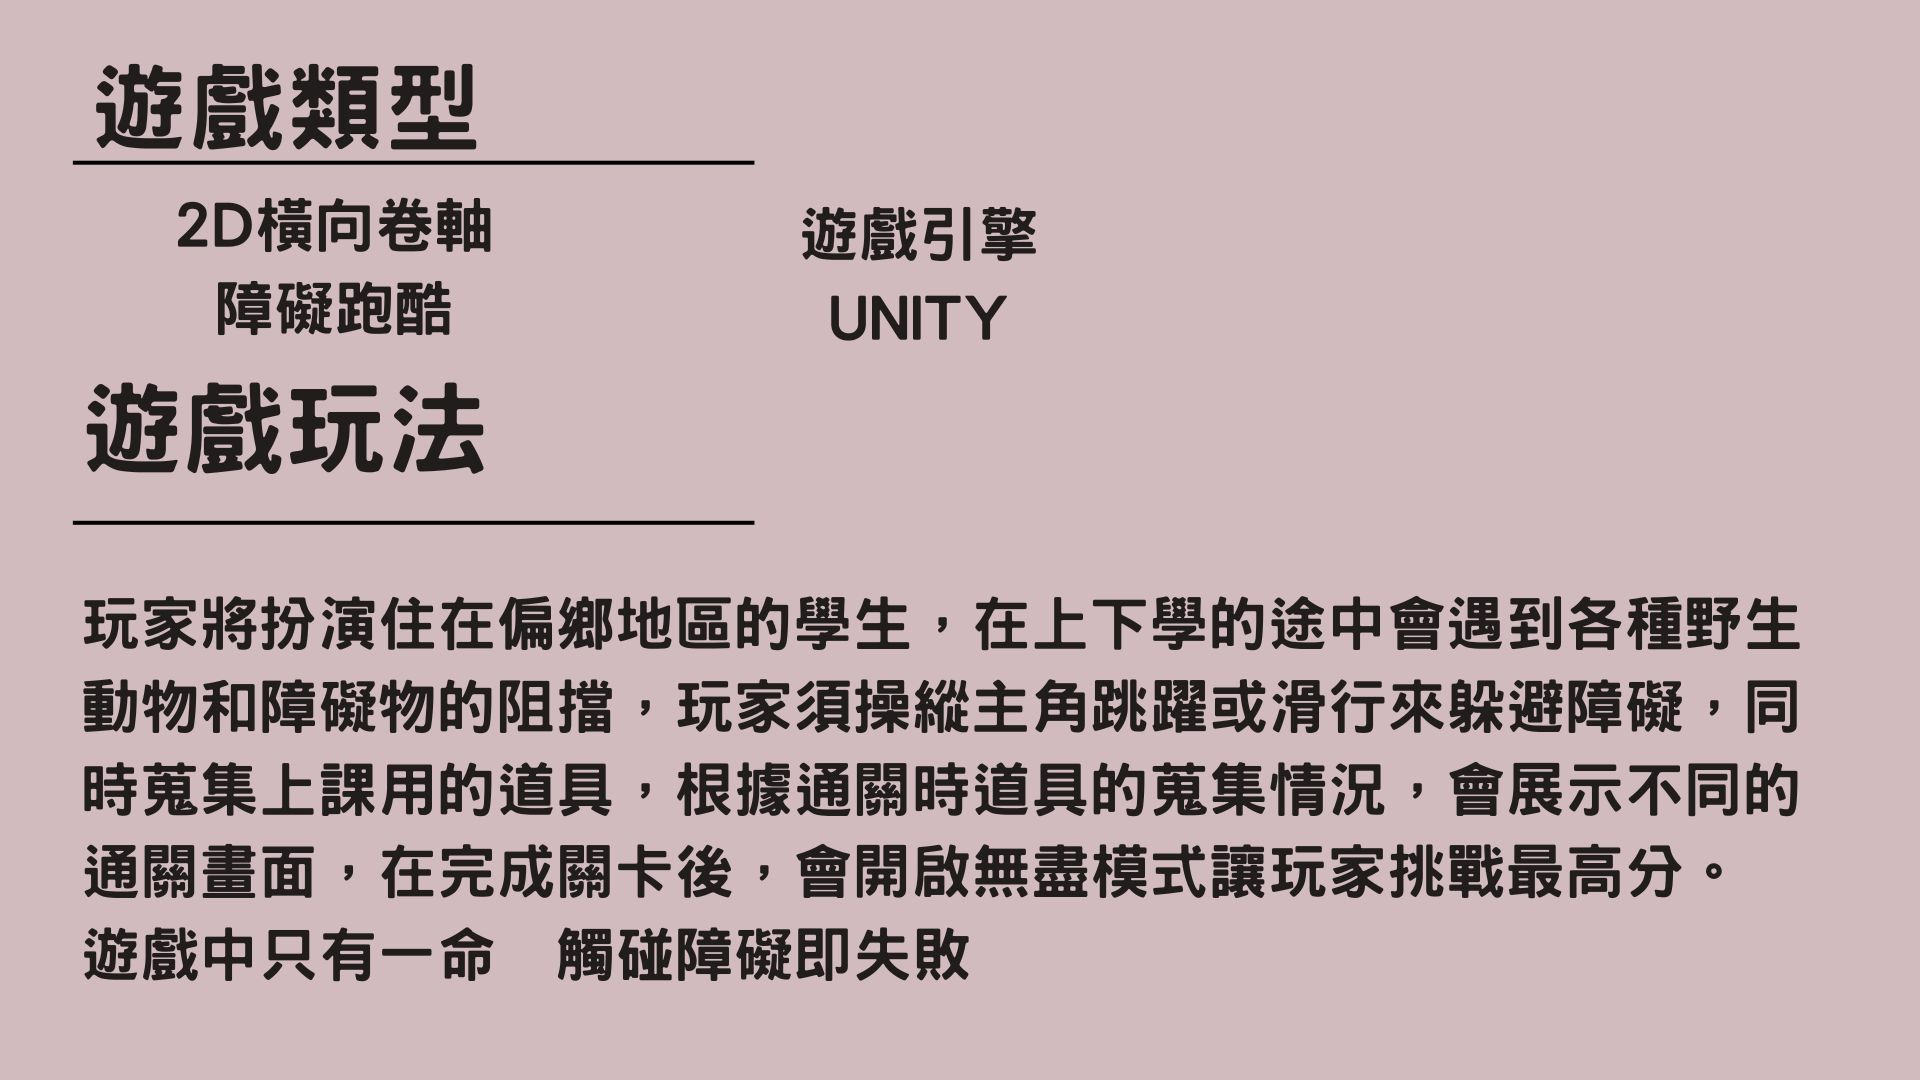 遊戲類型
2D橫向卷軸
障礙跑酷
遊戲引擎
UNITY
遊戲玩法
玩家將扮演住在偏鄉地區的學生，在上下學的途中會遇到各種野生
動物和障礙物的阻擋，玩家須操縱主角跳躍或滑行來躲避障礙，同
時蒐集上課用的道具，根據通關時道具的蒐集情況，會展示不同的
通關畫面，在完成關卡後，會開啟無盡模式讓玩家挑戰最高分。
遊戲中只有一命　觸碰障礙即失敗